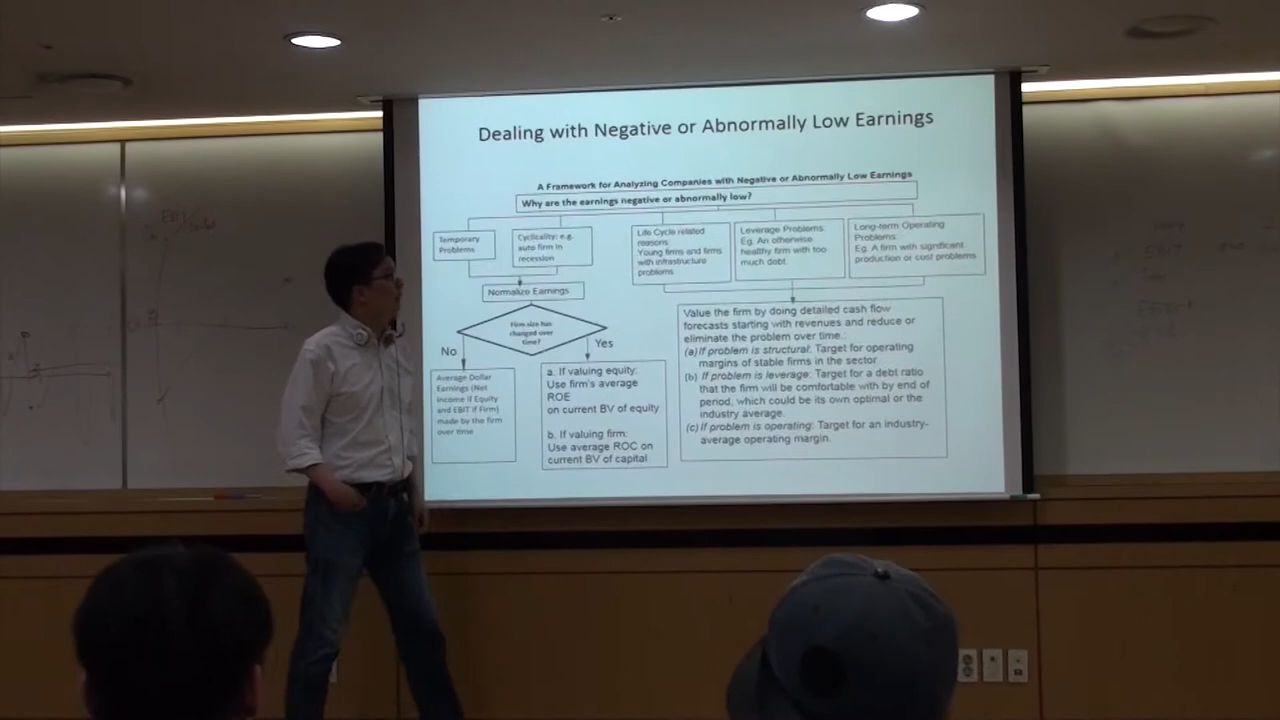 Dealing with Negative or Abnormally Low Earnings
A Framework for Analyzing Companies with Negative or Abnormally Low Earnings
Why are the earnings negative or abnormally low?
Temporary
Problems
Cyclicality: e.g.
auto firm in
recession
Life Cycle related
reasons
Young firms and firms
with infrastructure
problems
Leverage Problems:
Eg. An otherwise
healthy firm with too
much debt.
Long-term Operating
Problems:
Eg. A firm with significant
production or cost problems
Normalize Earnings
Firm size has
changed over
time?
No
Yes
Average Dollar
Earnings (Net
Income if Equity
and EBIT if Firm)
made by the firm
over time
a. If valuing equity:
Use firm's average
ROE
on current BV of equity
b. If valuing firm:
Use average ROC on
current BV of capital
Value the firm by doing detailed cash flow
forecasts starting with revenues and reduce or
eliminate the problem over time.:
(a) If problem is structural: Target for operating
margins of stable firms in the sector
(b) If problem is leverage: Target for a debt ratio
that the firm will be comfortable with by end of
period, which could be its own optimal or the
industry average.
(c) If problem is operating: Target for an industry-
average operating margin.